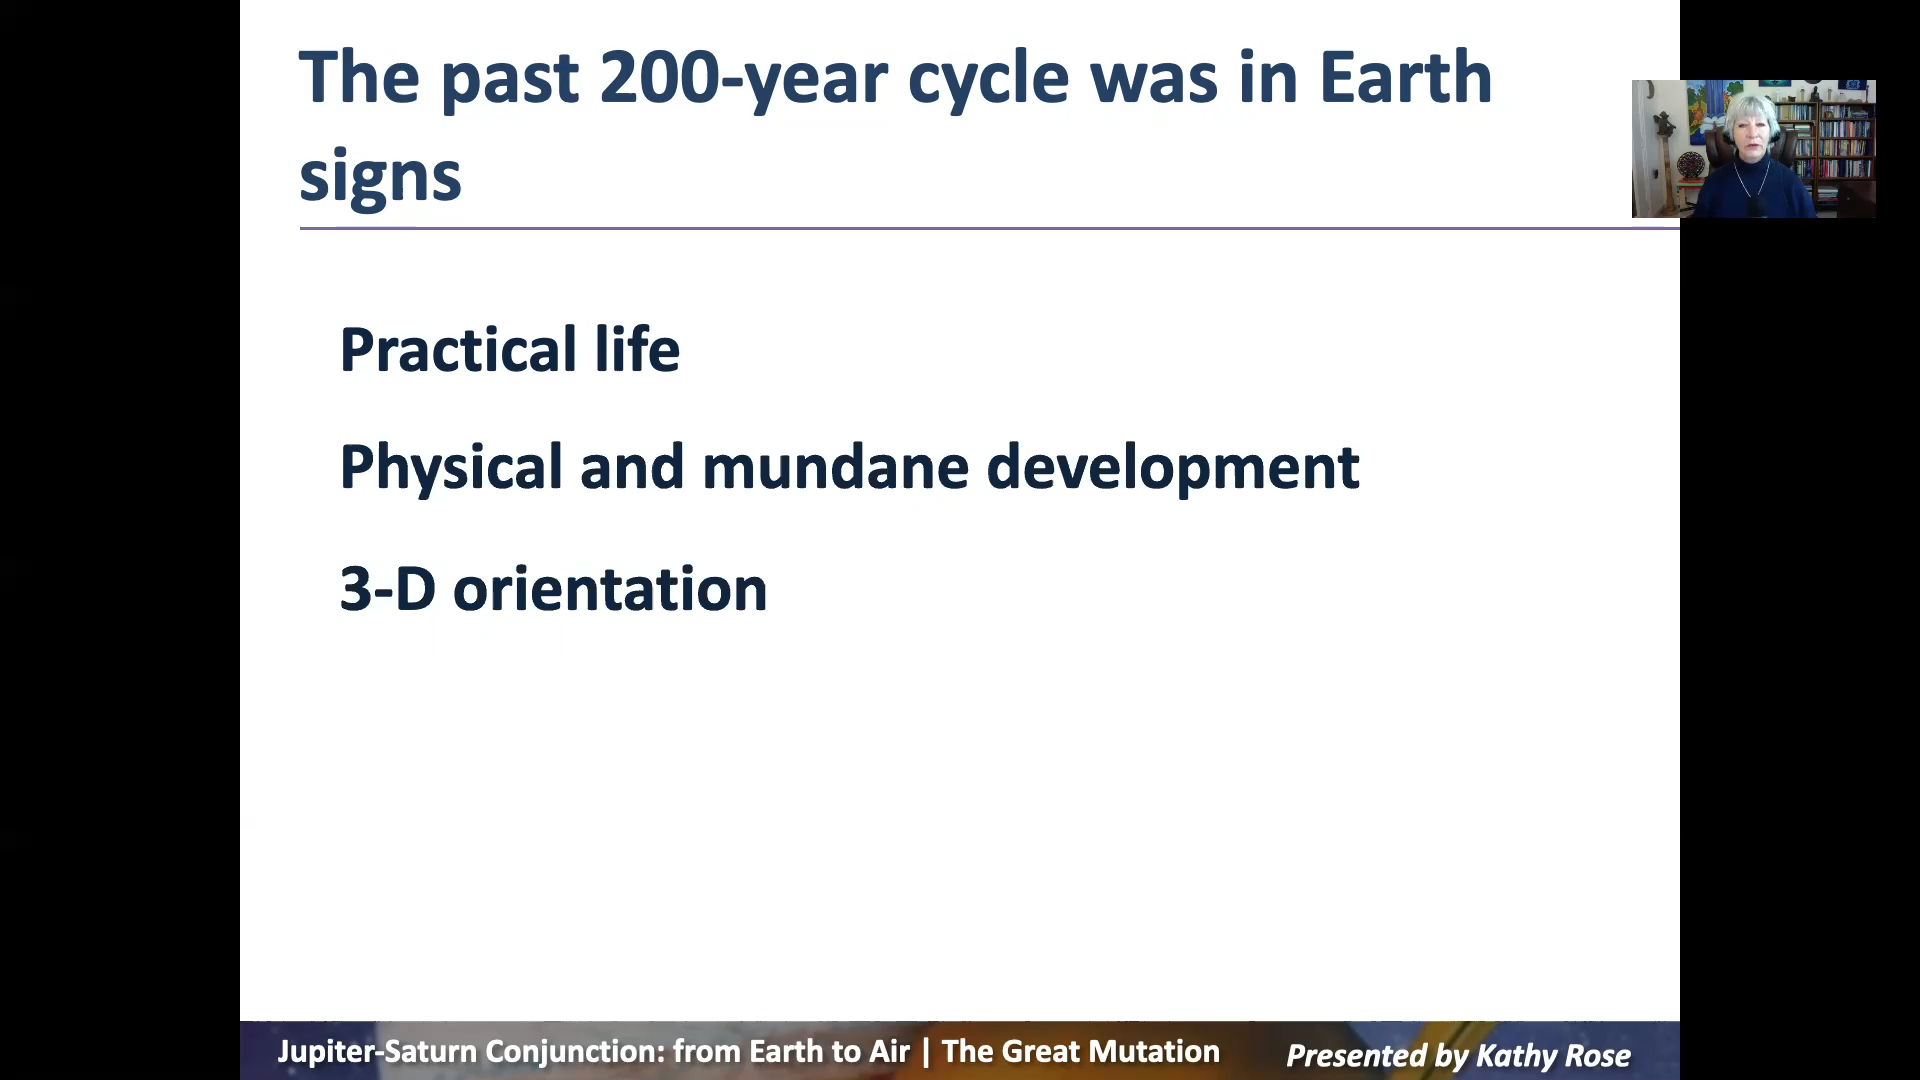 The past 200-year cycle was in Earth
signs
Practical life
Physical and mundane development
3-D orientation
Jupiter-Saturn Conjunction: from Earth to Air | The Great Mutation
Presented by Kathy Rose